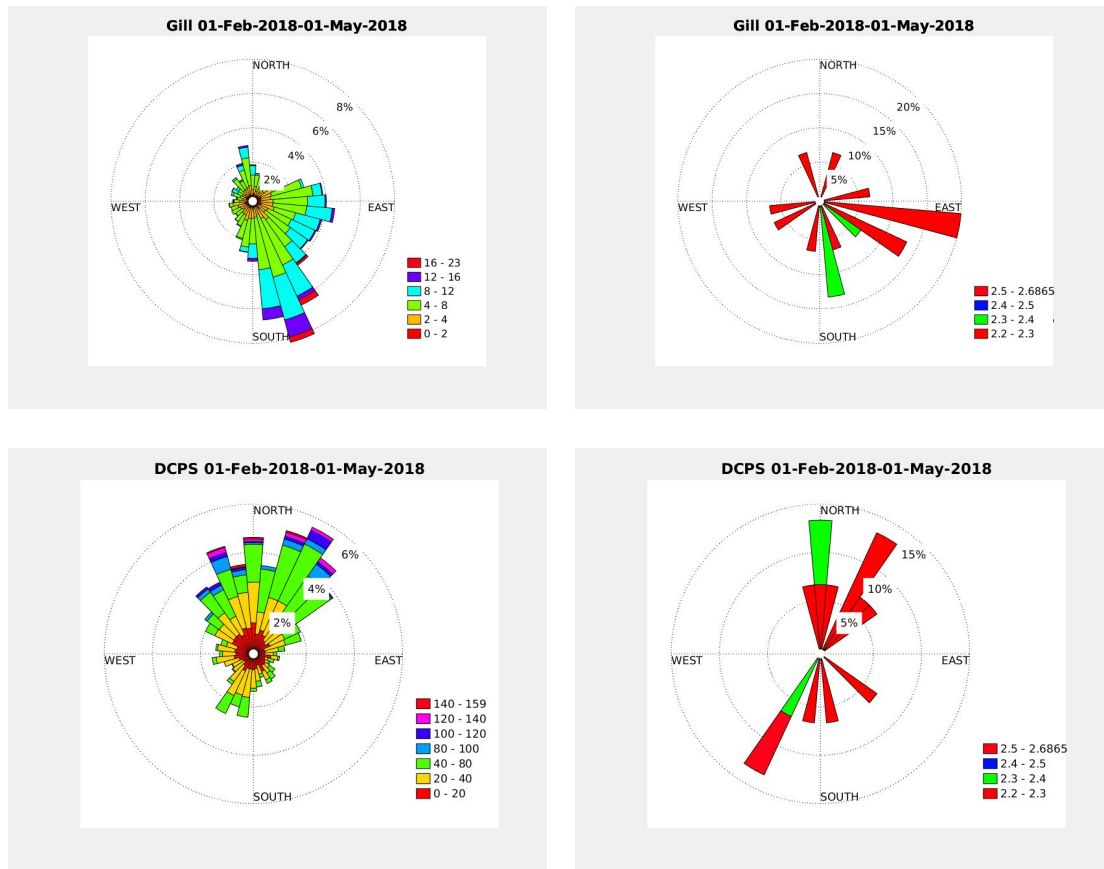 Gill 01-Feb-2018-01-May-2018
NORTH
8%
6%
4%
2%
WEST
EAST
SOUTH
16 - 23
12 - 16
8 - 12
4 - 8
2 - 4
0 - 2
Gill 01-Feb-2018-01-May-2018
NORTH
20%
15%
10%
5%
WEST
EAST
SOUTH
2.5 - 2.6865
2.4 - 2.5
2.3 - 2.4
2.2 - 2.3
DCPS 01-Feb-2018-01-May-2018
NORTH
6%
4%
2%
WEST
EAST
SOUTH
140 - 159
120 - 140
100 - 120
80 - 100
40 - 80
20 - 40
0 - 20
DCPS 01-Feb-2018-01-May-2018
NORTH
15%
10%
5%
WEST
EAST
SOUTH
2.5 - 2.6865
2.4 - 2.5
2.3 - 2.4
2.2 - 2.3